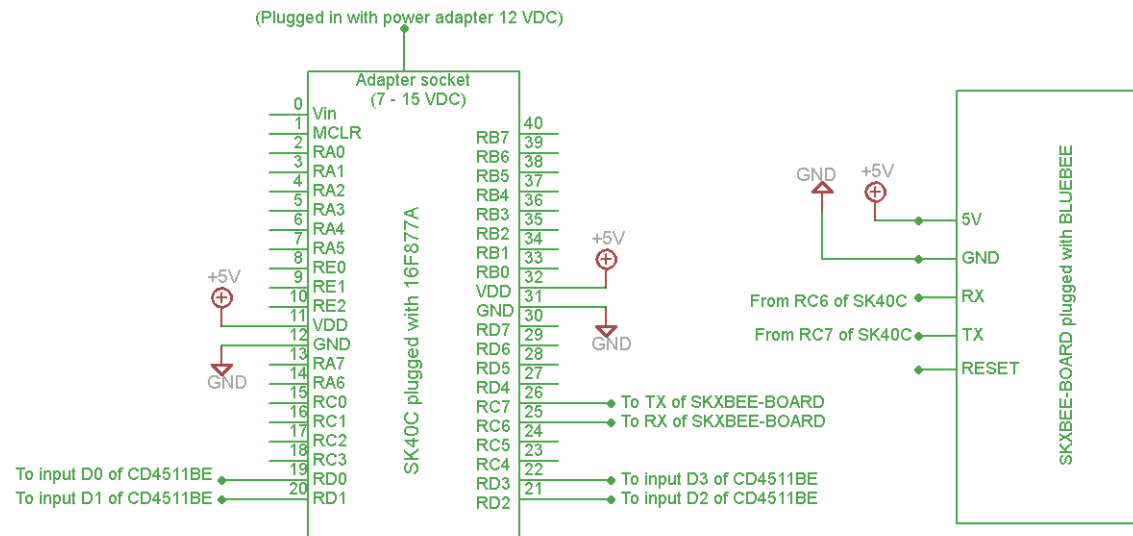 (Plugged in with power adapter 12 VDC)
Adapter socket
(7 - 15 VDC)
0 Vin
1 MCLR
2 RA0
3 RA1
4 RA2
5 RA3
6 RA4
7 RA5
8 RE0
9 RE1
10 RE2
11 VDD
12 GND
13 RA7
14 RA6
15 RC0
16 RC1
17 RC2
18 RC3
19 RD0
20 RD1
+5V
GND
To input D0 of CD4511BE
To input D1 of CD4511BE
SK40C plugged with 16F877A
RB7 40
RB6 39
RB5 38
RB4 37
RB3 36
RB2 35
RB1 34
RB0 33
VDD 32
GND 31
RD7 30
RD6 29
RD5 28
RD4 27
RC7 26
RC6 25
RC5 24
RC4 23
RD3 22
RD2 21
+5V
GND
To TX of SKXBEE-BOARD
To RX of SKXBEE-BOARD
To input D3 of CD4511BE
To input D2 of CD4511BE
GND
+5V
5V
GND
From RC6 of SK40C
RX
From RC7 of SK40C
TX
RESET
SKXBEE-BOARD plugged with BLUEBEE